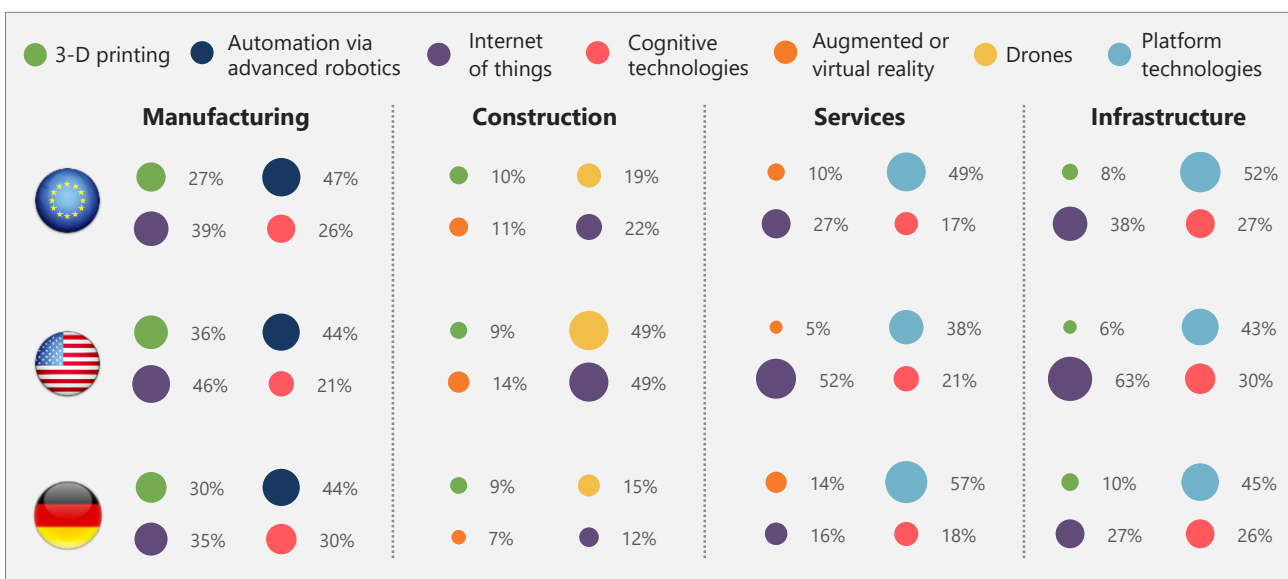 3-D printing
Automation via
advanced robotics
Internet
of things
Cognitive
technologies
Augmented or
virtual reality
Drones
Platform
technologies
Manufacturing Construction Services Infrastructure
27% 47% 10% 19% 10% 49% 8% 52%
39% 26% 11% 22% 27% 17% 38% 27%
36% 44% 9% 49% 5% 38% 6% 43%
46% 21% 14% 49% 52% 21% 63% 30%
30% 44% 9% 15% 14% 57% 10% 45%
35% 30% 7% 12% 16% 18% 27% 26%